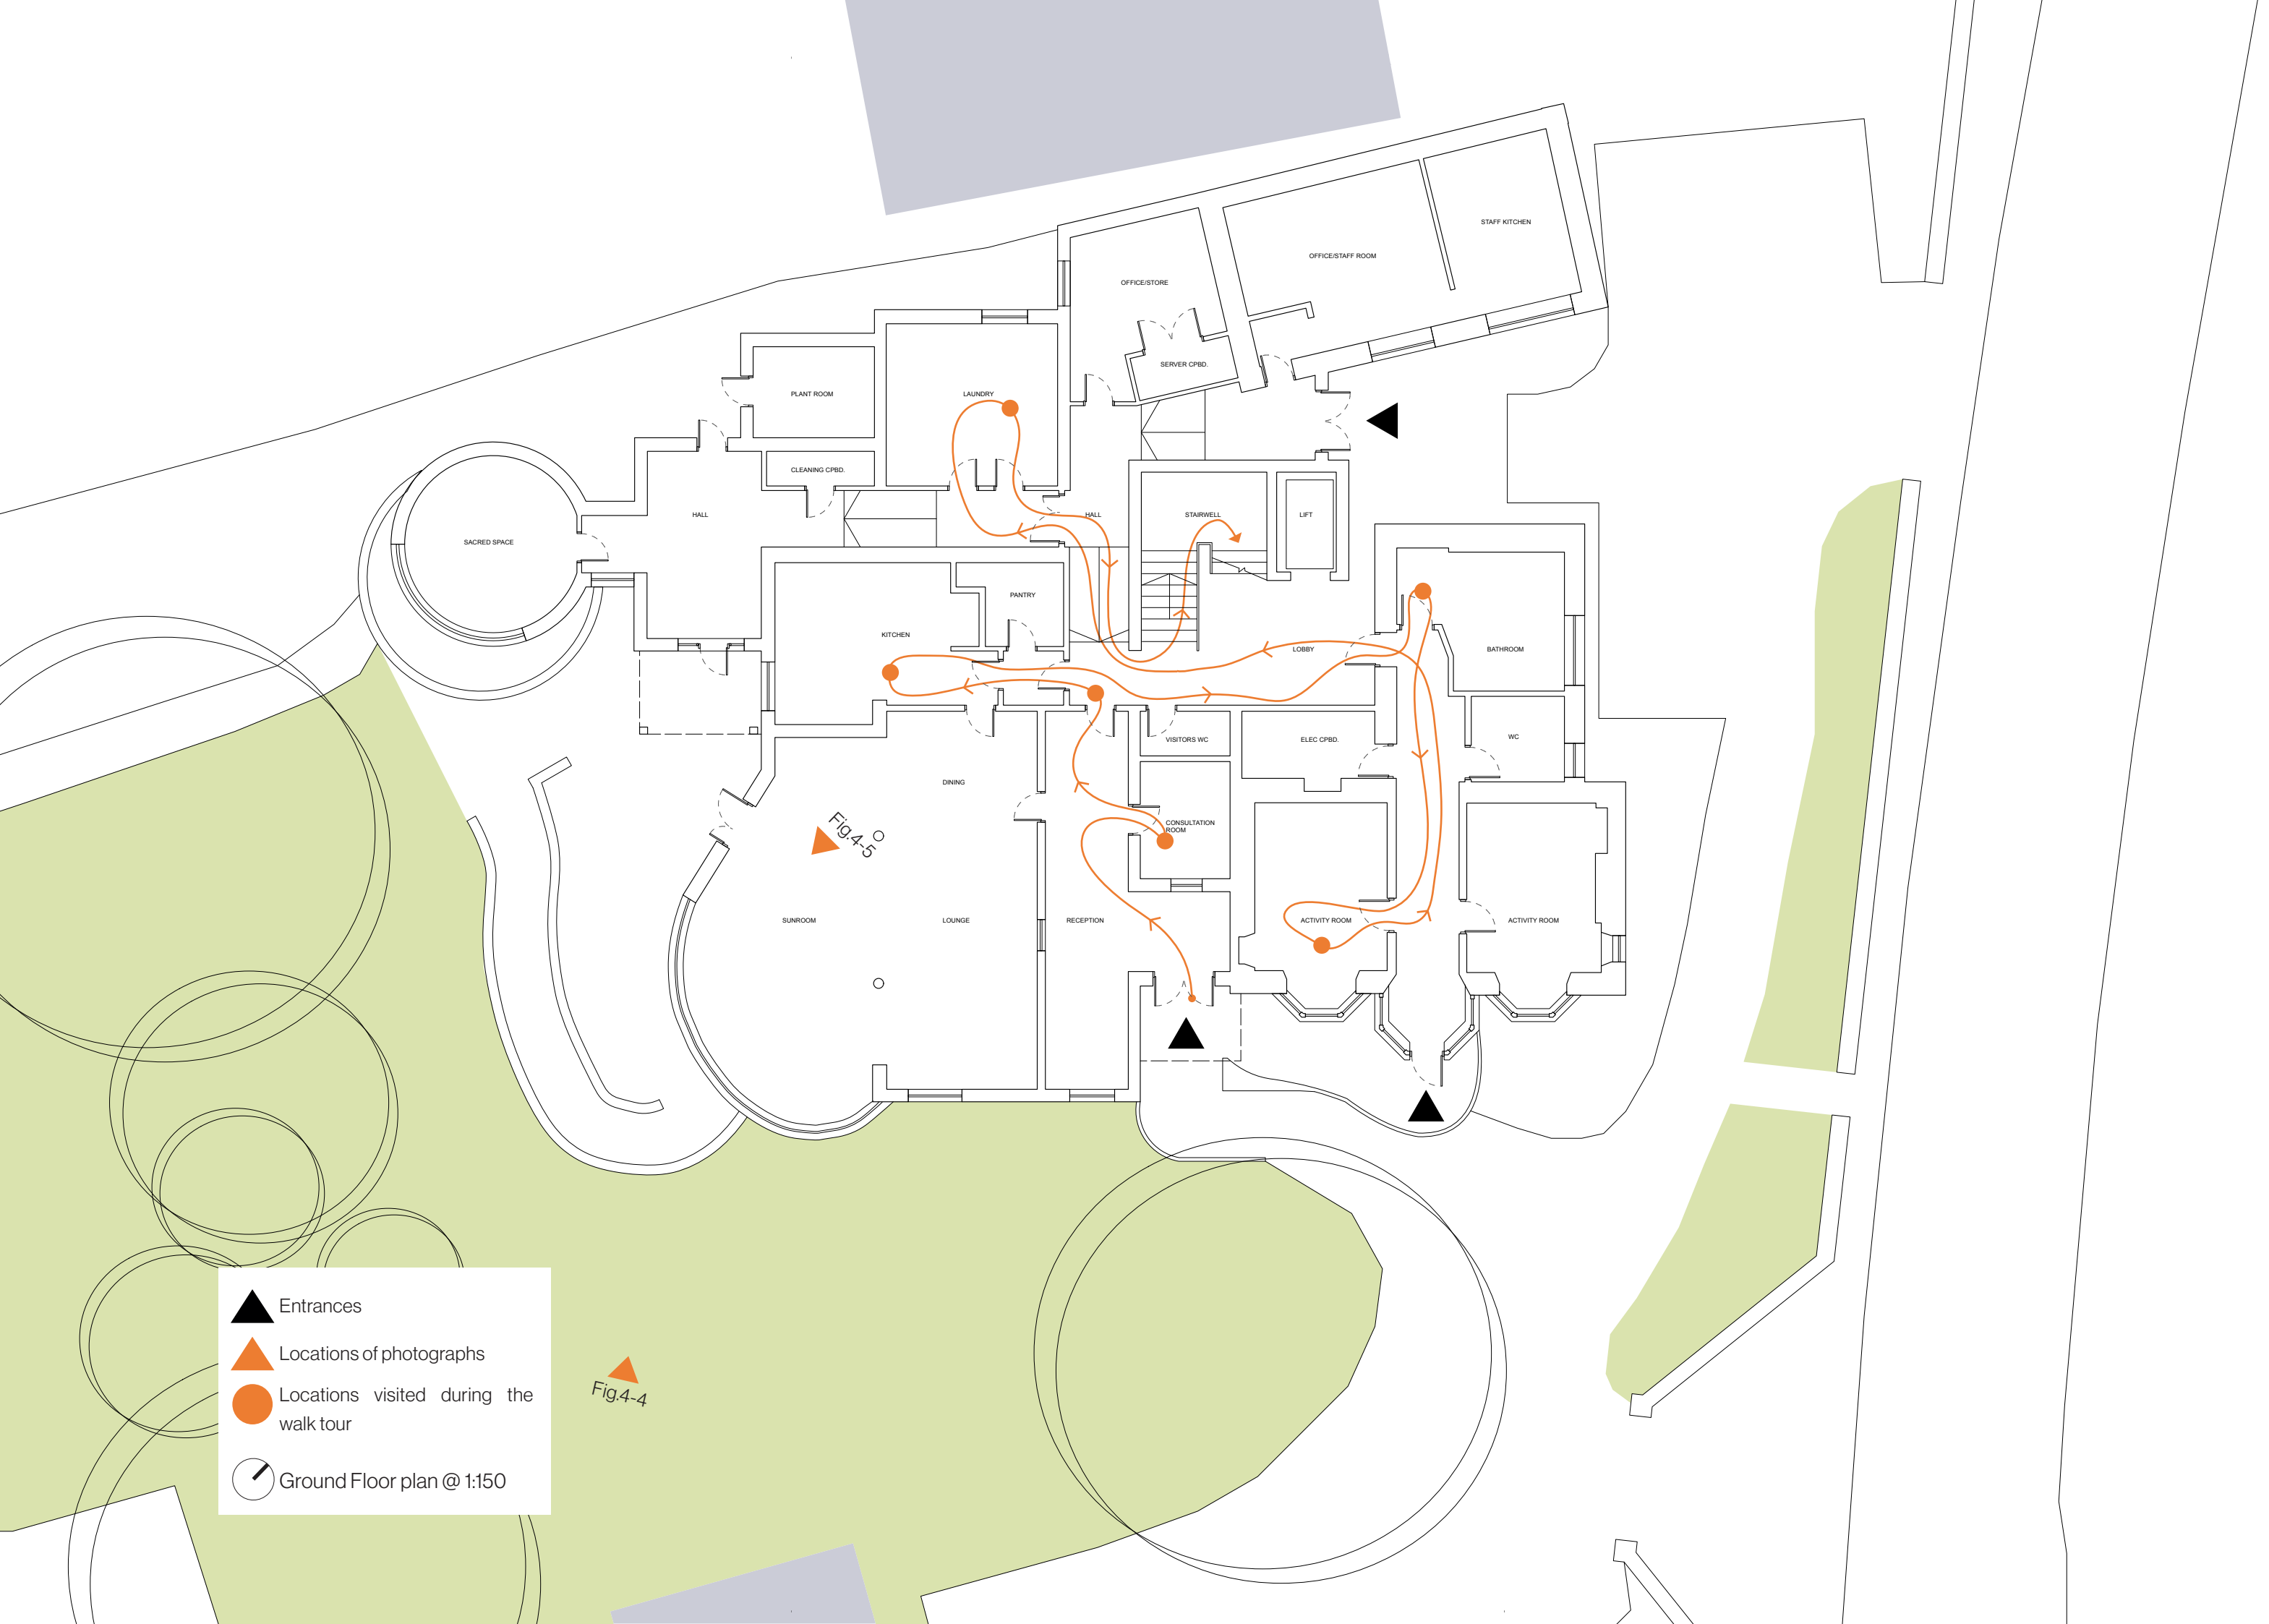 STAFF KITCHEN
OFFICE/STAFF ROOM
OFFICE/STORE
SERVER CPBD.
PLANT ROOM
LAUNDRY
CLEANING CPBD.
HALL
HALL
STAIRWELL
LIFT
SACRED SPACE
PANTRY
KITCHEN
LOBBY
BATHROOM
VISITORS WC
ELEC CPBD.
WC
DINING
CONSULTATION
ROOM
Fig.4-5
SUNROOM
LOUNGE
RECEPTION
ACTIVITY ROOM
ACTIVITY ROOM
Entrances
Locations of photographs
Locations visited during the
walk tour
Ground Floor plan @ 1:150
Fig.4-4